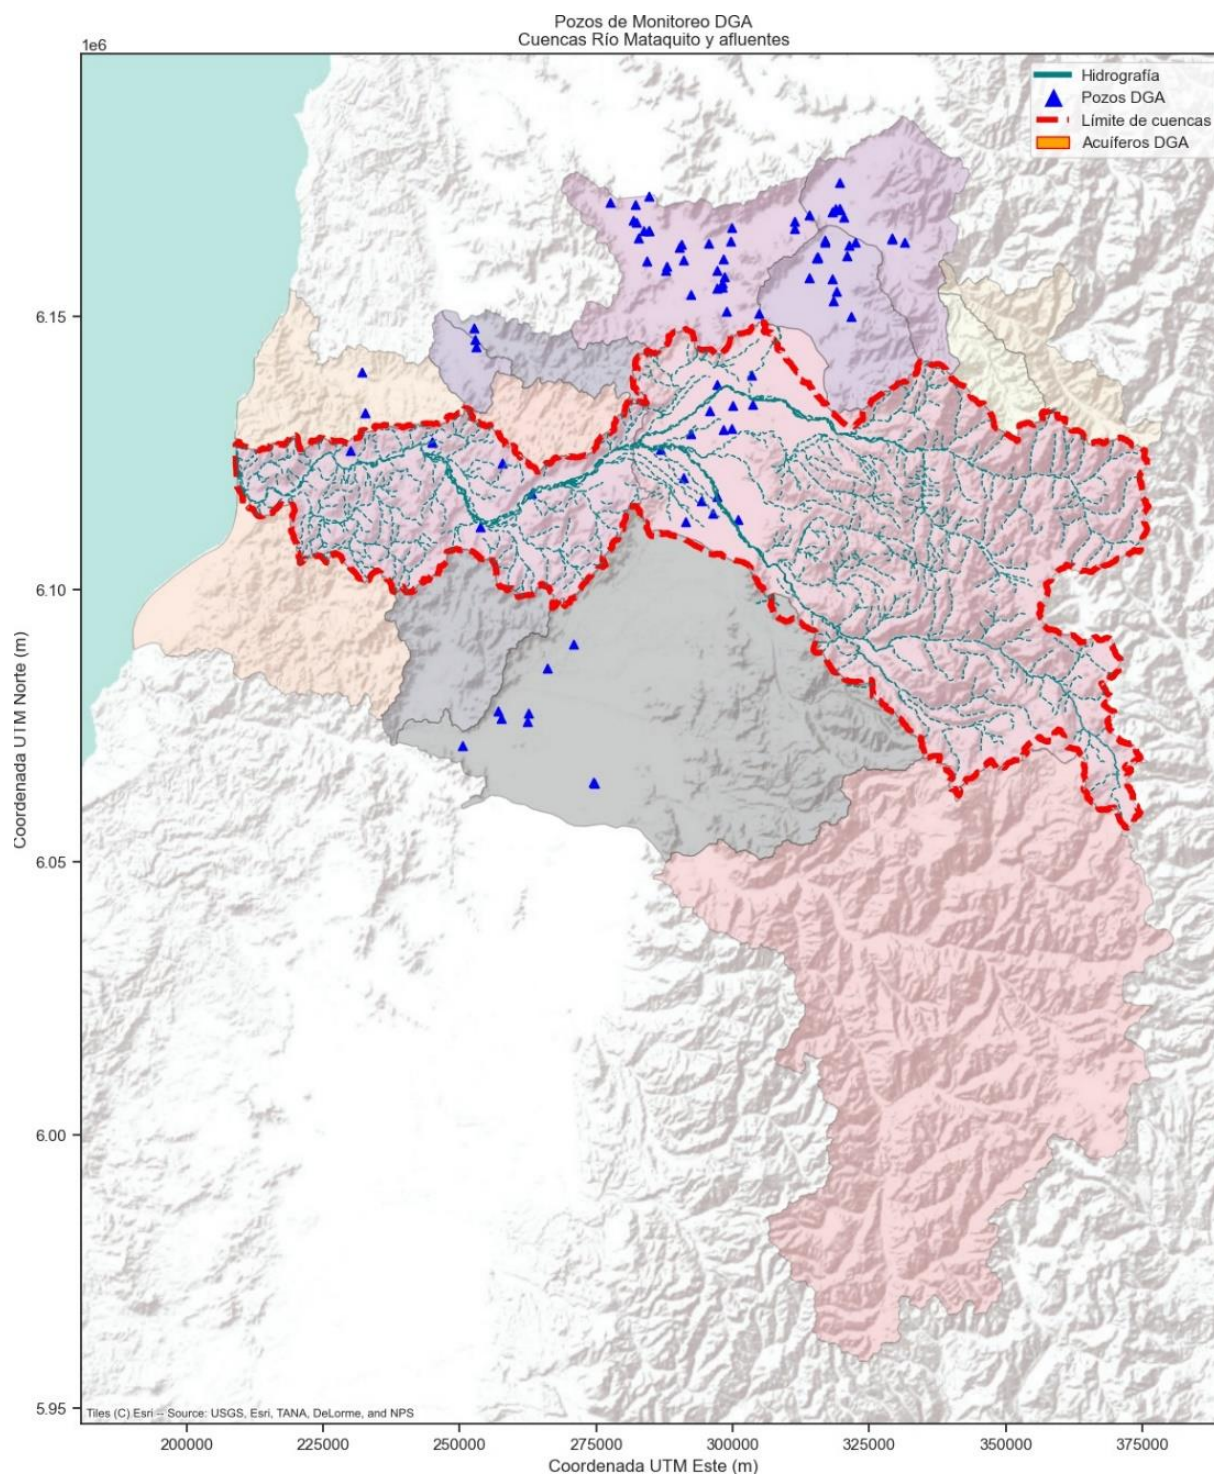 Pozos de Monitoreo DGA
Cuencas Río Mataquito y afluentes
1e6
Hidrografía
Pozos DGA
Límite de cuencas
Acuíferos DGA
6.15
6.10
6.05
6.00
5.95
Coordenada UTM Norte (m)
Tiles (C) Esri -- Source: USGS, Esri, TANA, DeLorme, and NPS
200000 225000 250000 275000 300000 325000 350000 375000
Coordenada UTM Este (m)